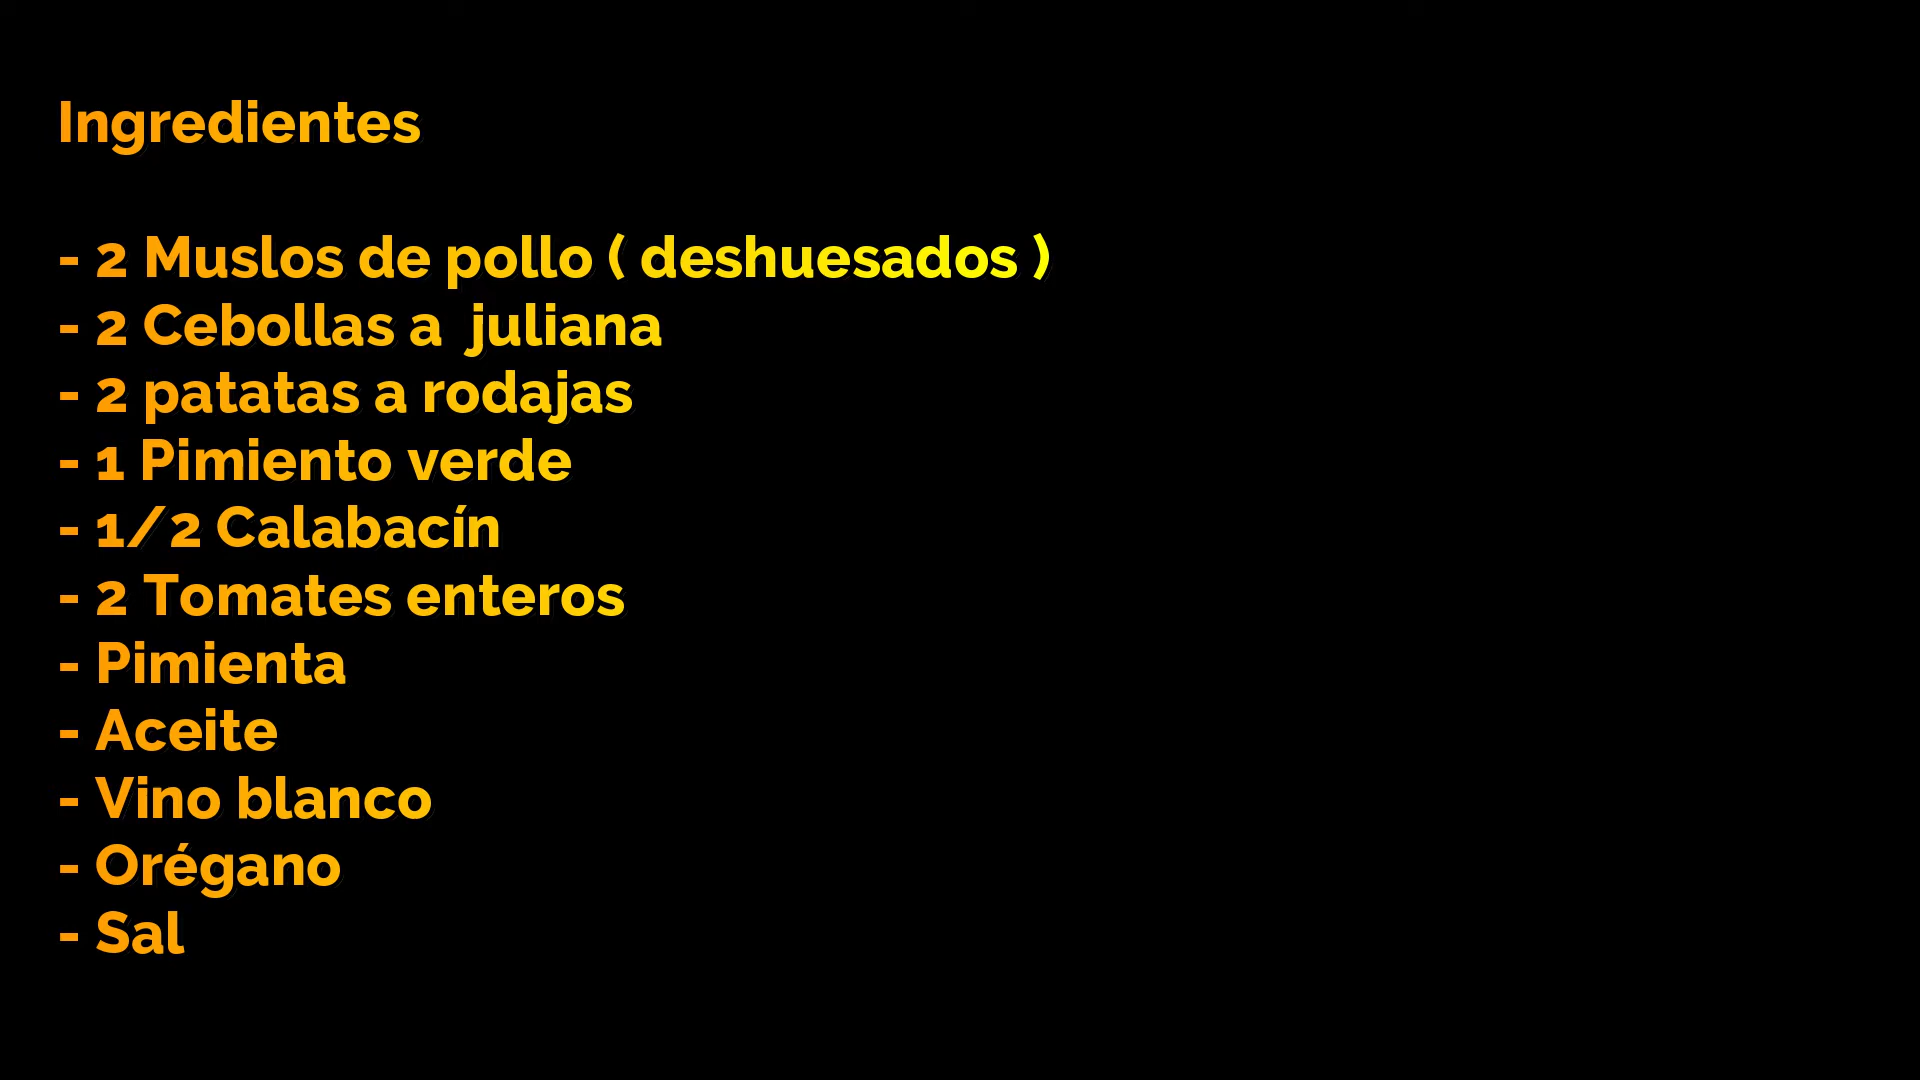 Ingredientes
- 2 Muslos de pollo ( deshuesados )
- 2 Cebollas a  juliana
- 2 patatas a rodajas
- 1 Pimiento verde
- 1/2 Calabacín
- 2 Tomates enteros
- Pimienta
- Aceite
- Vino blanco
- Orégano
- Sal